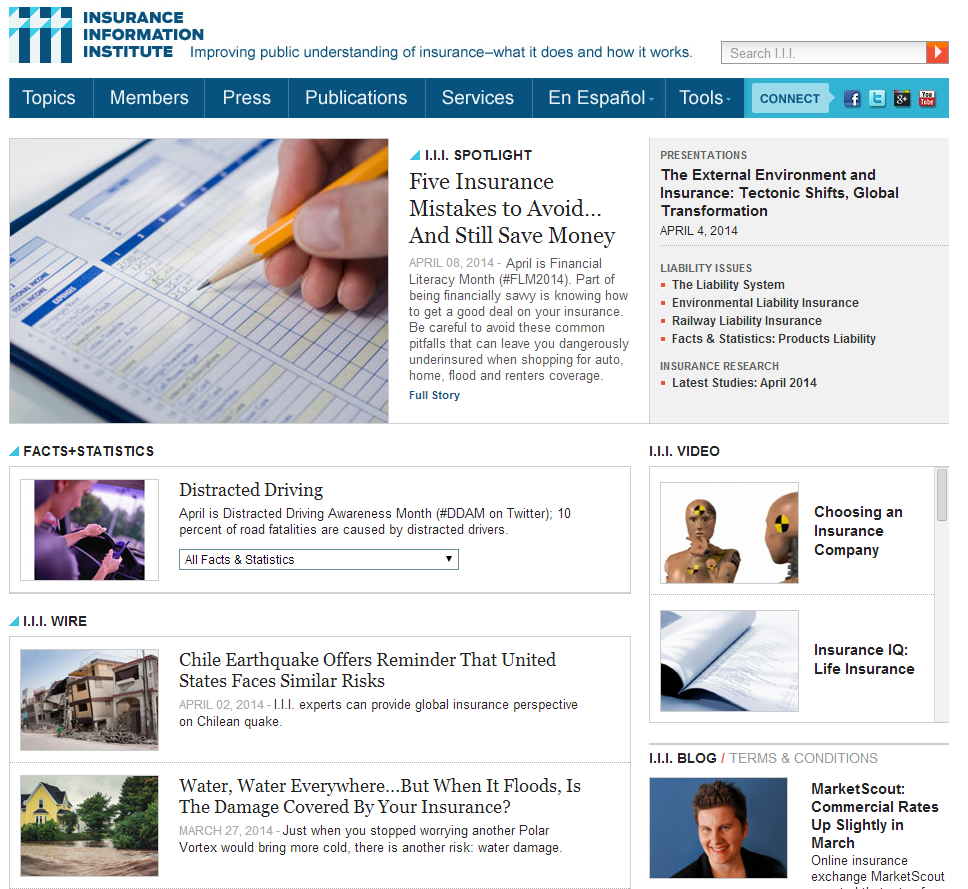 INSURANCE
INFORMATION
INSTITUTE
Improving public understanding of insurance–what it does and how it works.
Search I.I.I.
Topics
Members
Press
Publications
Services
En Español
Tools
CONNECT
You
Tube
I.I.I. SPOTLIGHT
Five Insurance
Mistakes to Avoid...
And Still Save Money
APRIL 08, 2014 - April is Financial
Literacy Month (#FLM2014). Part of
being financially savvy is knowing how
to get a good deal on your insurance.
Be careful to avoid these common
pitfalls that can leave you dangerously
underinsured when shopping for auto,
home, flood and renters coverage.
Full Story
PRESENTATIONS
The External Environment and
Insurance: Tectonic Shifts, Global
Transformation
APRIL 4, 2014
LIABILITY ISSUES
The Liability System
Environmental Liability Insurance
Railway Liability Insurance
Facts & Statistics: Products Liability
INSURANCE RESEARCH
Latest Studies: April 2014
EXPENSES
FACTS+STATISTICS
Distracted Driving
April is Distracted Driving Awareness Month (#DDAM on Twitter); 10
percent of road fatalities are caused by distracted drivers.
All Facts & Statistics
I.I.I. WIRE
Chile Earthquake Offers Reminder That United
States Faces Similar Risks
APRIL 02, 2014 - I.I.I. experts can provide global insurance perspective
on Chilean quake.
Water, Water Everywhere...But When It Floods, Is
The Damage Covered By Your Insurance?
MARCH 27, 2014 - Just when you stopped worrying another Polar
Vortex would bring more cold, there is another risk: water damage.
I.I.I. VIDEO
Choosing an
Insurance
Company
Insurance IQ:
Life Insurance
I.I.I. BLOG / TERMS & CONDITIONS
MarketScout:
Commercial Rates
Up Slightly in
March
Online insurance
exchange MarketScout